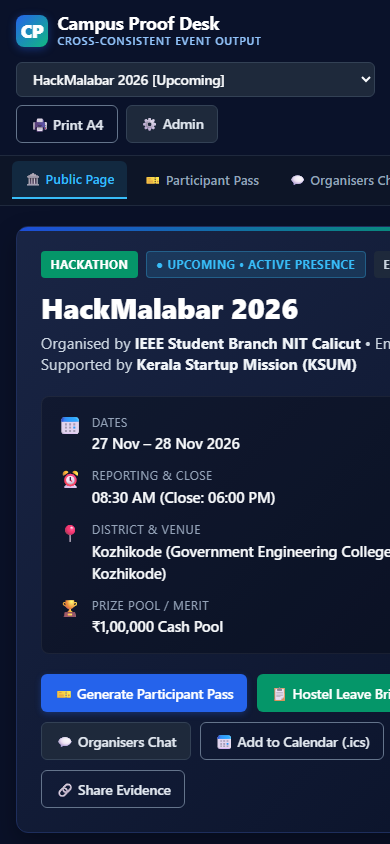 CP
Campus Proof Desk
CROSS-CONSISTENT EVENT OUTPUT
HackMalabar 2026 [Upcoming]
Print A4
Admin
Public Page
Participant Pass
Organisers Ch
HACKATHON
• UPCOMING • ACTIVE PRESENCE
E
HackMalabar 2026
Organised by IEEE Student Branch NIT Calicut • En
Supported by Kerala Startup Mission (KSUM)
DATES
27 Nov – 28 Nov 2026
REPORTING & CLOSE
08:30 AM (Close: 06:00 PM)
DISTRICT & VENUE
Kozhikode (Government Engineering College
Kozhikode)
PRIZE POOL / MERIT
₹1,00,000 Cash Pool
Generate Participant Pass
Hostel Leave Bri
Organisers Chat
Add to Calendar (.ics)
Share Evidence